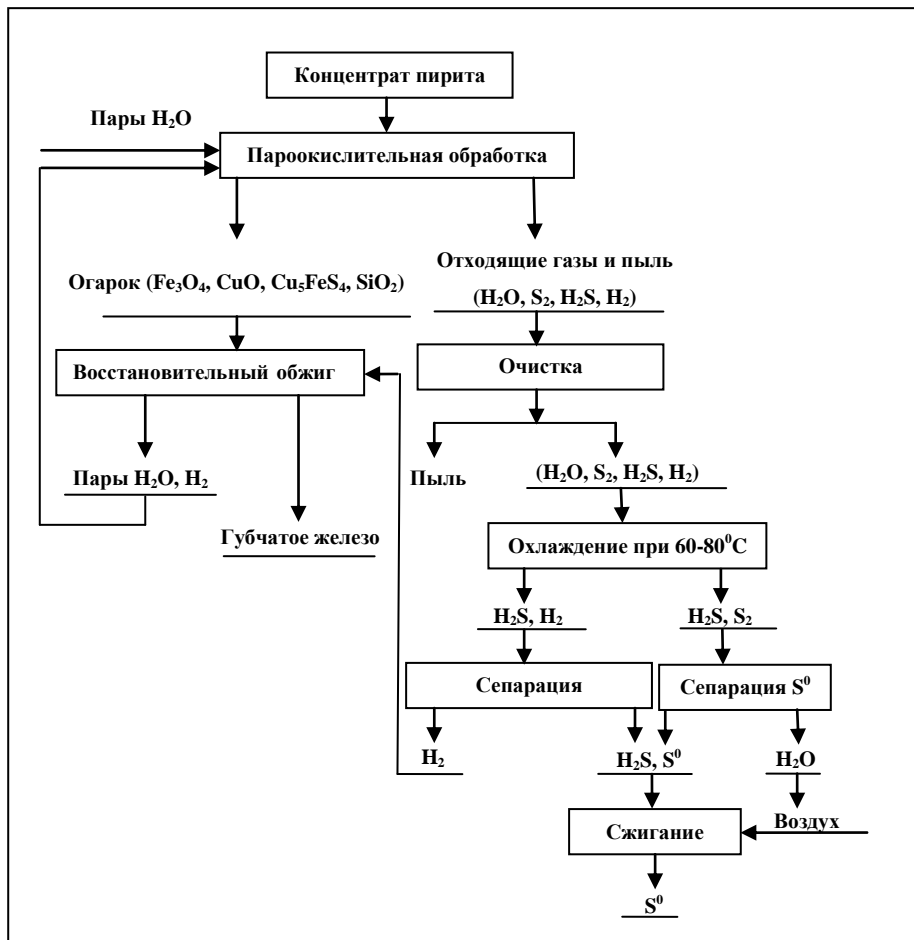 Концентрат пирита
Пары H₂O
Пароокислительная обработка
Отходящие газы и пыль
Огарок (Fe₃O₄, CuO, Cu₅FeS₄, SiO₂)
(H₂O, S₂, H₂S, H₂)
Восстановительный обжиг
Очистка
Пары H₂O, H₂
Пыль
(H₂O, S₂, H₂S, H₂)
Губчатое железо
Охлаждение при 60-80⁰С
H₂S, H₂
H₂S, S₂
Сепарация
Сепарация S⁰
H₂
H₂S, S⁰
H₂O
Сжигание
Воздух
S⁰